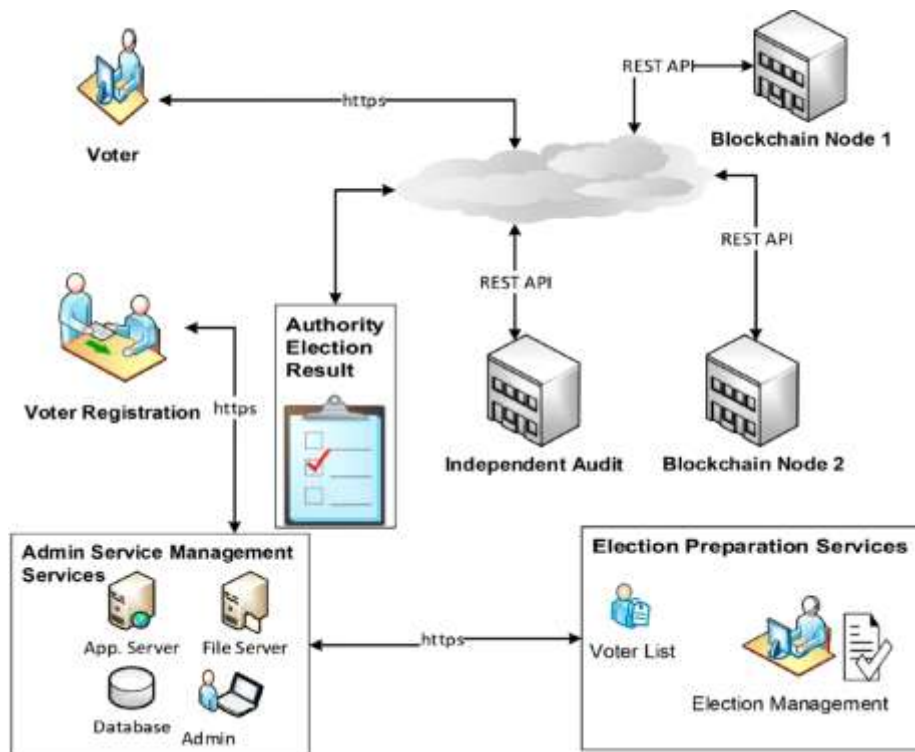 REST API
https
Blockchain Node 1
Voter
REST API
REST API
Authority
Election
Result
Voter Registration
https
Independent Audit
Blockchain Node 2
Admin Service Management
Services
App. Server
File Server
Database
Admin
https
Election Preparation Services
Voter List
Election Management